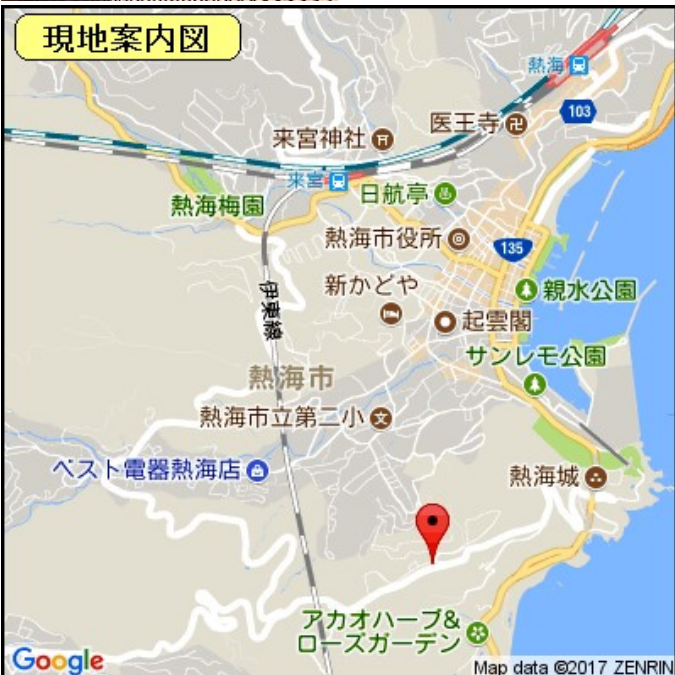 現地案内図
熱海
103
医王寺
来宮神社
来宮
日航亭
熱海梅園
熱海市役所
135
新かどや
親水公園
伊東線
起雲閣
サンレモ公園
熱海市
熱海市立第二小
ベスト電器熱海店
熱海城
アカオハーブ&
ローズガーデン
Google
Map data ©2017 ZENRIN